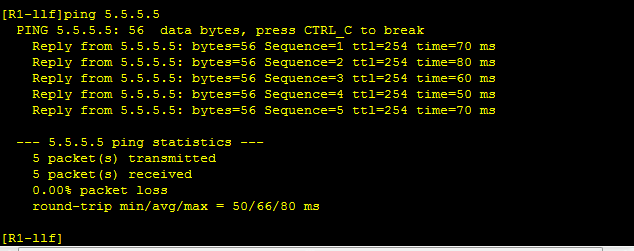 [R1-llf]ping 5.5.5.5
PING 5.5.5.5: 56  data bytes, press CTRL_C to break
Reply from 5.5.5.5: bytes=56 Sequence=1 ttl=254 time=70 ms
Reply from 5.5.5.5: bytes=56 Sequence=2 ttl=254 time=80 ms
Reply from 5.5.5.5: bytes=56 Sequence=3 ttl=254 time=60 ms
Reply from 5.5.5.5: bytes=56 Sequence=4 ttl=254 time=50 ms
Reply from 5.5.5.5: bytes=56 Sequence=5 ttl=254 time=70 ms
--- 5.5.5.5 ping statistics ---
5 packet(s) transmitted
5 packet(s) received
0.00% packet loss
round-trip min/avg/max = 50/66/80 ms
[R1-llf]